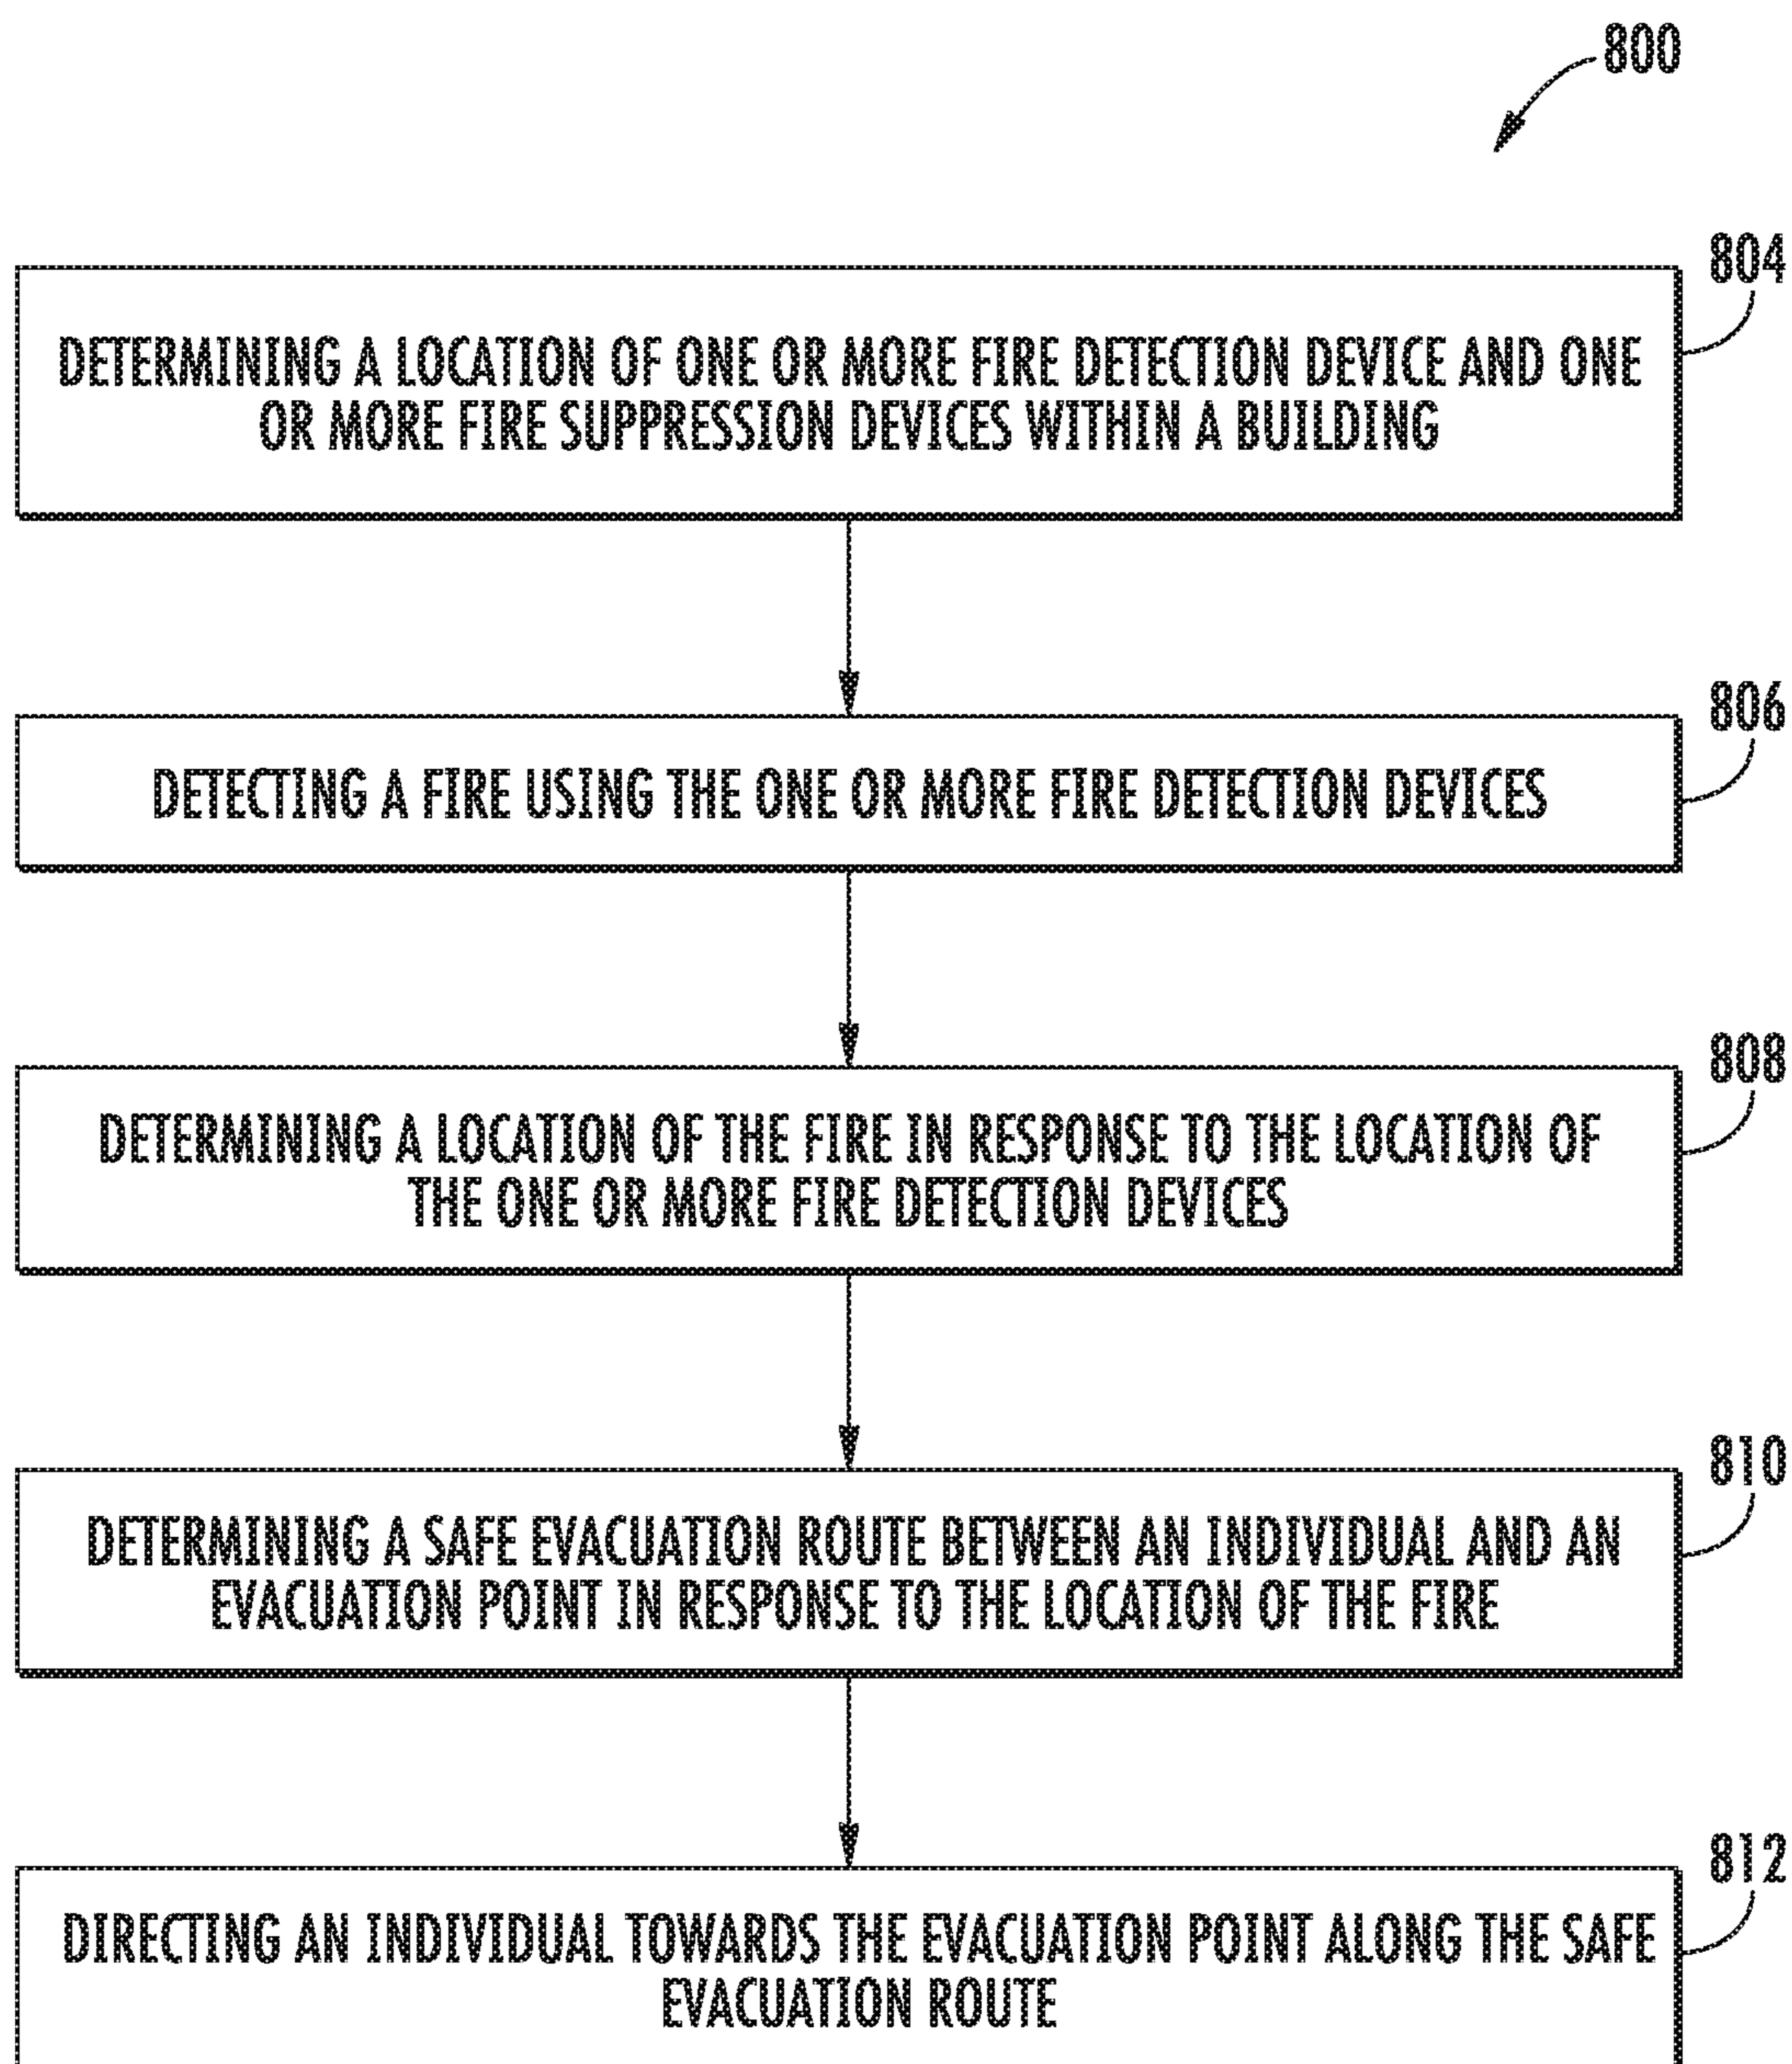 800
804
DETERMINING A LOCATION OF ONE OR MORE FIRE DETECTION DEVICE AND ONE
OR MORE FIRE SUPPRESSION DEVICES WITHIN A BUILDING
806
DETECTING A FIRE USING THE ONE OR MORE FIRE DETECTION DEVICES
808
DETERMINING A LOCATION OF THE FIRE IN RESPONSE TO THE LOCATION OF
THE ONE OR MORE FIRE DETECTION DEVICES
810
DETERMINING A SAFE EVACUATION ROUTE BETWEEN AN INDIVIDUAL AND AN
EVACUATION POINT IN RESPONSE TO THE LOCATION OF THE FIRE
812
DIRECTING AN INDIVIDUAL TOWARDS THE EVACUATION POINT ALONG THE SAFE
EVACUATION ROUTE